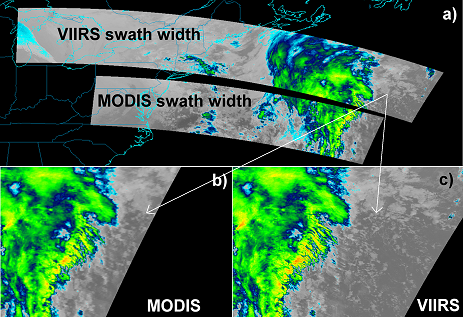 a)
VIIRS swath width
MODIS swath width
b)
c)
MODIS
VIIRS